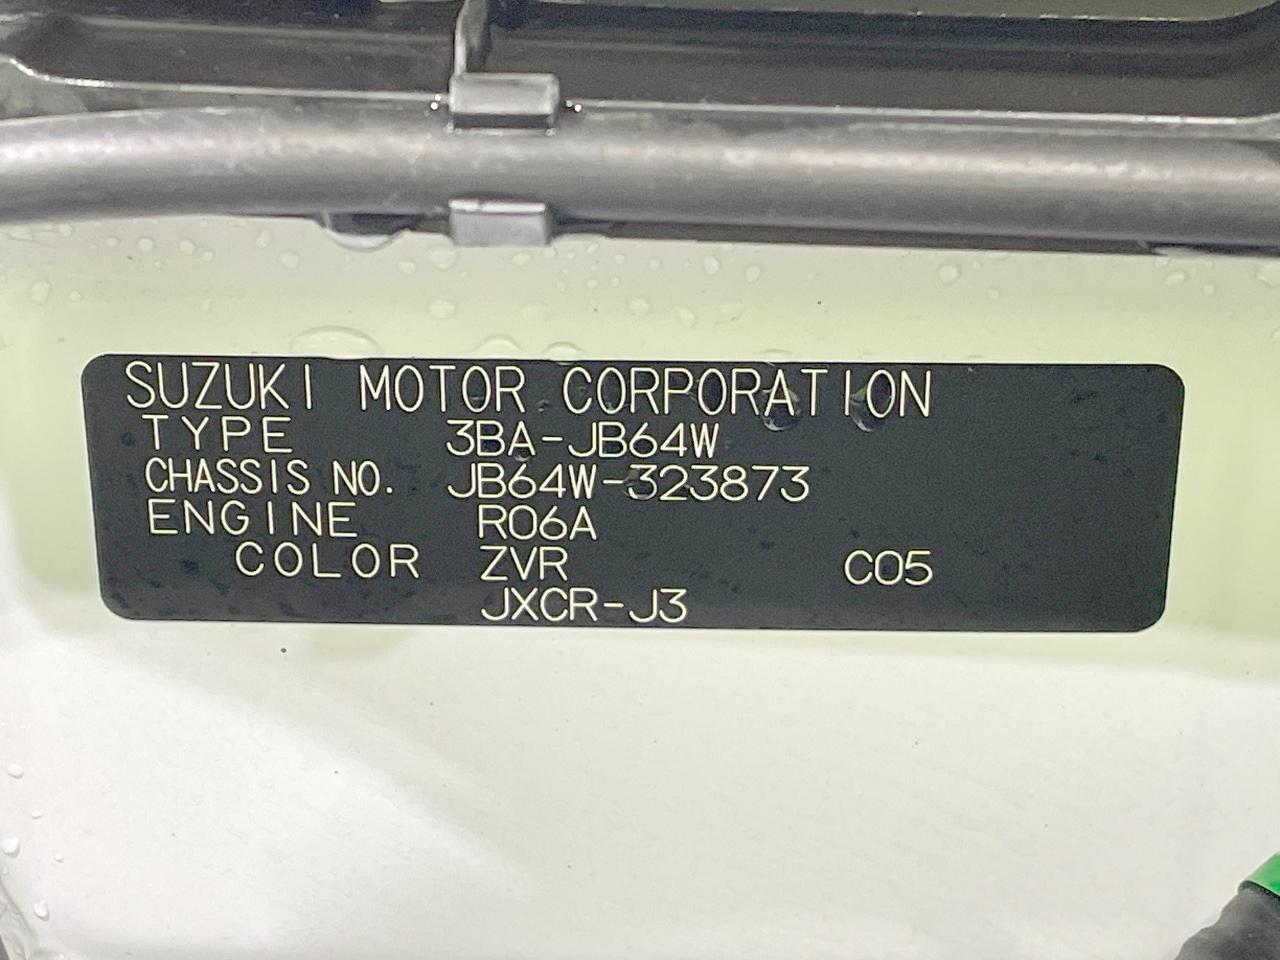 SUZUKI MOTOR CORPORATION
TYPE 3BA-JB64W
CHASSIS NO. JB64W-323873
ENGINE R06A
COLOR ZVR C05
JXCR-J3